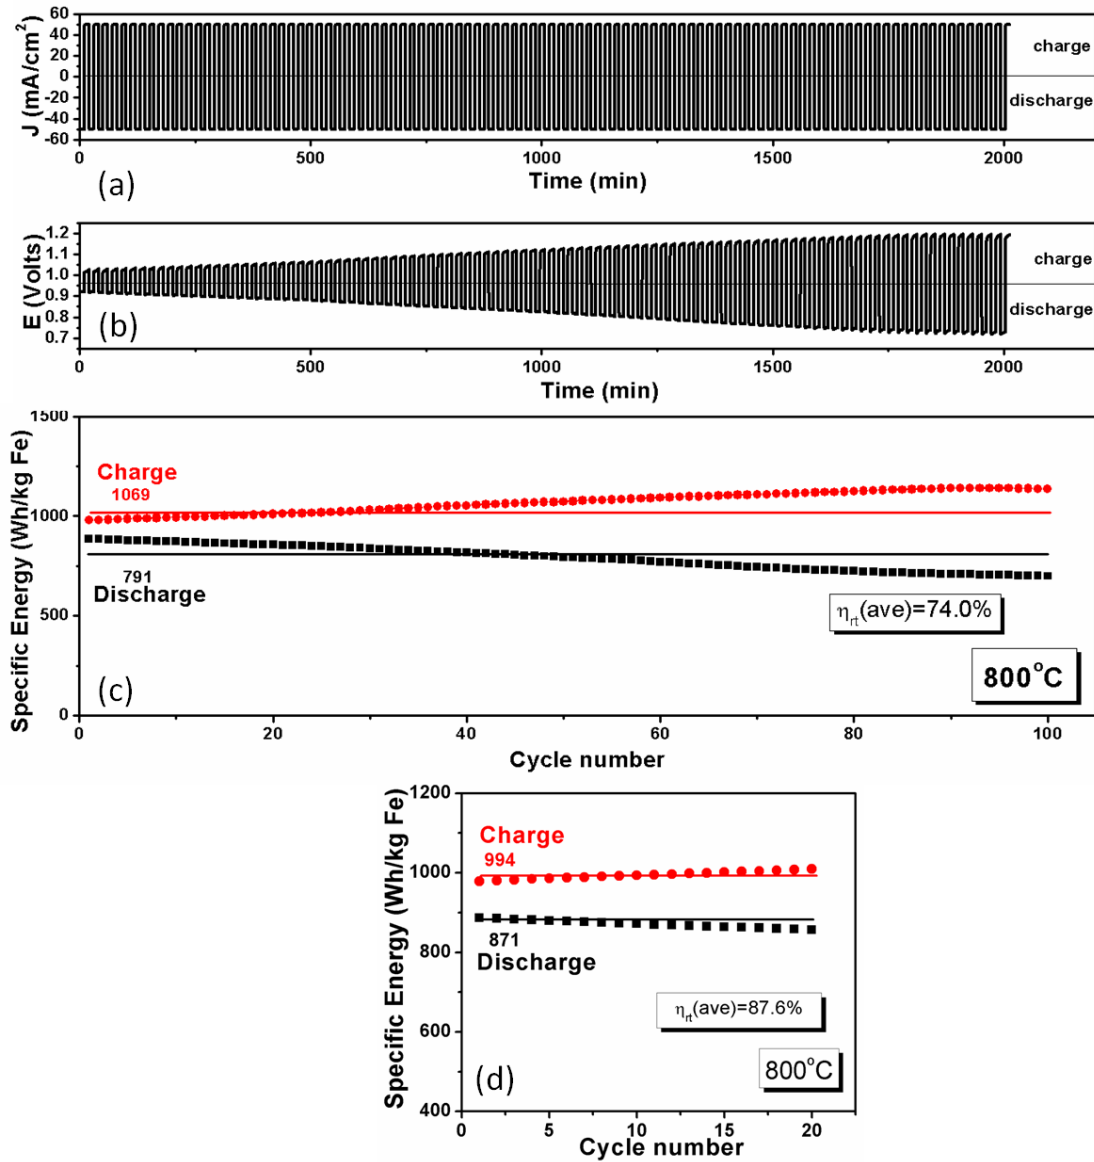 60
40
20
0
-20
-40
-60
J (mA/cm²)
charge
discharge
0 500 1000 1500 2000
Time (min)
(a)
1.2
1.1
1.0
0.9
0.8
0.7
E (Volts)
charge
discharge
0 500 1000 1500 2000
Time (min)
(b)
1500
1000
500
0
Specific Energy (Wh/kg Fe)
Charge
1069
791
Discharge
ηrt(ave)=74.0%
800°C
(c)
0 20 40 60 80 100
Cycle number
1200
1000
800
600
400
Specific Energy (Wh/kg Fe)
Charge
994
871
Discharge
ηrt(ave)=87.6%
800°C
(d)
0 5 10 15 20
Cycle number